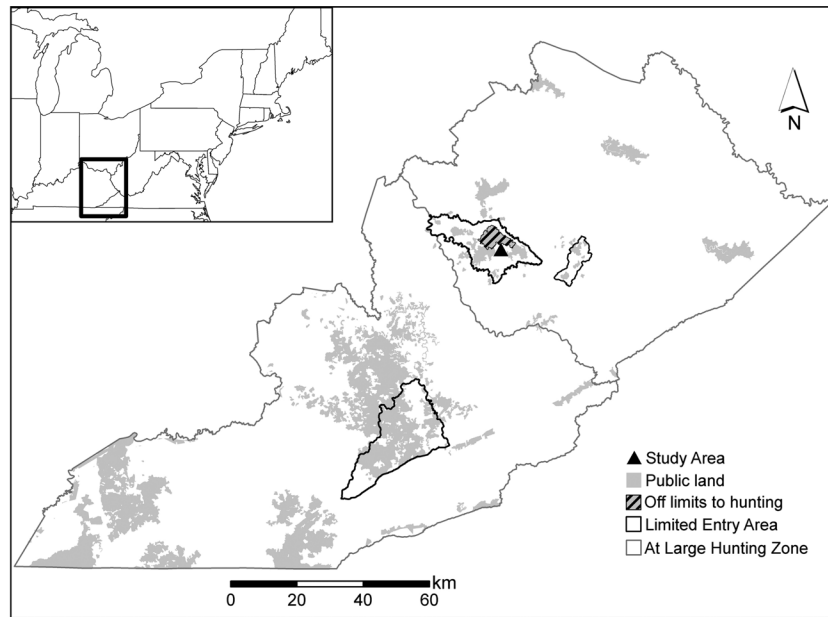 N
Study Area
Public land
Off limits to hunting
Limited Entry Area
At Large Hunting Zone
km
0 20 40 60